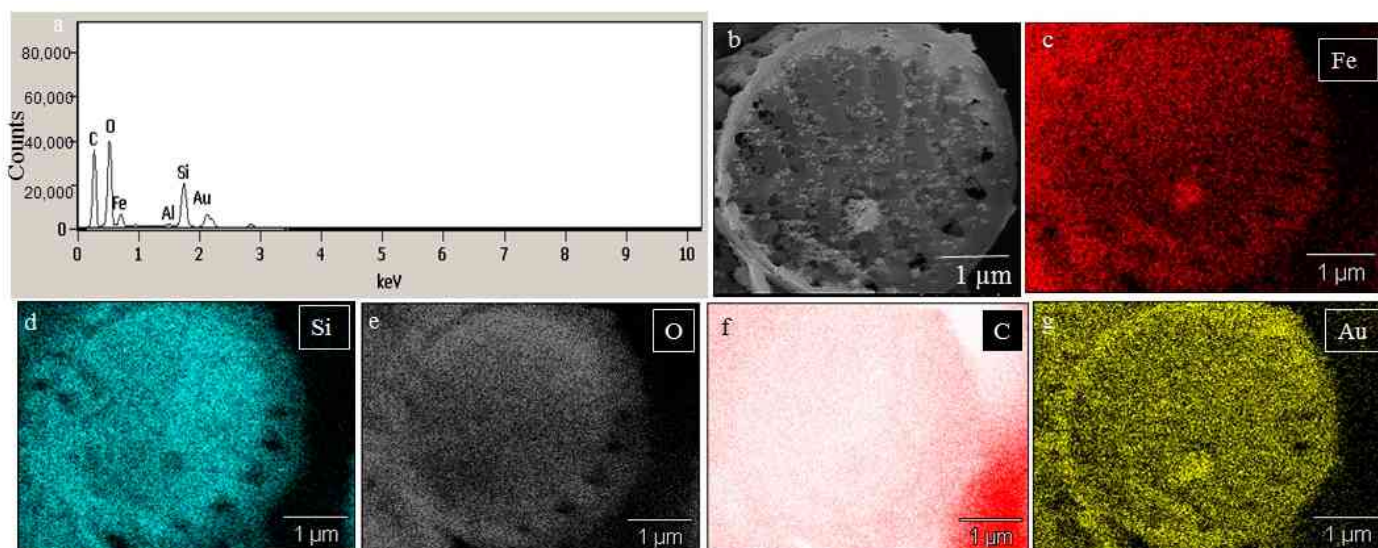 a
80,000
60,000
40,000
20,000
0
Counts
C
O
Fe
Al
Si
Au
0 1 2 3 4 5 6 7 8 9 10
keV
b
1 µm
c
Fe
1 µm
d
Si
1 µm
e
O
1 µm
f
C
1 µm
g
Au
1 µm